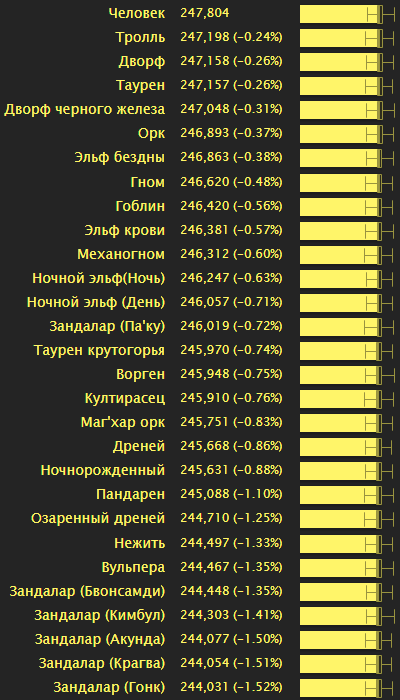 Человек 247,804
Тролль 247,198 (-0.24%)
Дворф 247,158 (-0.26%)
Таурен 247,157 (-0.26%)
Дворф черного железа 247,048 (-0.31%)
Орк 246,893 (-0.37%)
Эльф бездны 246,863 (-0.38%)
Гном 246,620 (-0.48%)
Гоблин 246,420 (-0.56%)
Эльф крови 246,381 (-0.57%)
Механогном 246,312 (-0.60%)
Ночной эльф(Ночь) 246,247 (-0.63%)
Ночной эльф (День) 246,057 (-0.71%)
Зандалар (Па'ку) 246,019 (-0.72%)
Таурен крутогорья 245,970 (-0.74%)
Ворген 245,948 (-0.75%)
Култирасец 245,910 (-0.76%)
Маг'хар орк 245,751 (-0.83%)
Дреней 245,668 (-0.86%)
Ночнорожденный 245,631 (-0.88%)
Пандарен 245,088 (-1.10%)
Озаренный дреней 244,710 (-1.25%)
Нежить 244,497 (-1.33%)
Вульпера 244,467 (-1.35%)
Зандалар (Бвонсамди) 244,448 (-1.35%)
Зандалар (Кимбул) 244,303 (-1.41%)
Зандалар (Акунда) 244,077 (-1.50%)
Зандалар (Крагва) 244,054 (-1.51%)
Зандалар (Гонк) 244,031 (-1.52%)